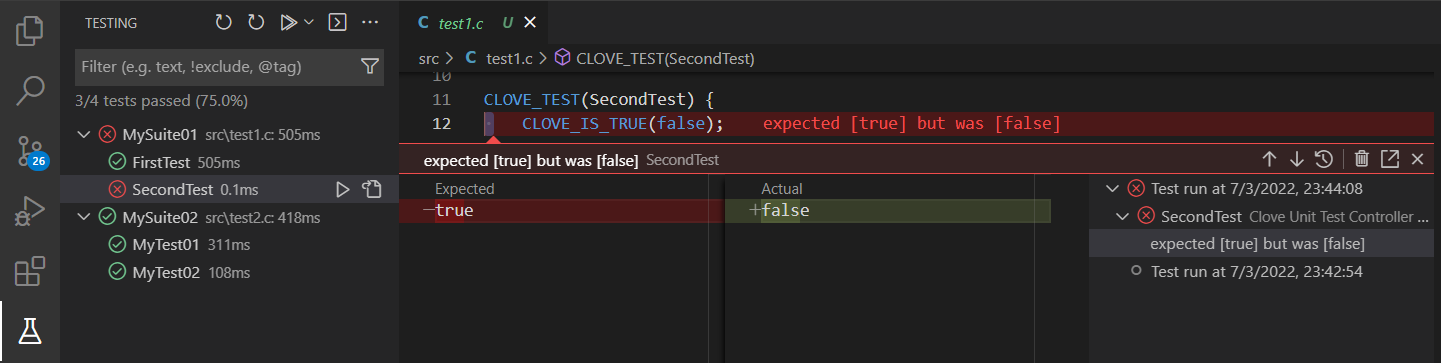 TESTING
Filter (e.g. text, !exclude, @tag)
3/4 tests passed (75.0%)
MySuite01 src\test1.c: 505ms
FirstTest 505ms
SecondTest 0.1ms
MySuite02 src\test2.c: 418ms
MyTest01 311ms
MyTest02 108ms
26
C test1.c U
src > C test1.c > CLOVE_TEST(SecondTest)
10
11 CLOVE_TEST(SecondTest) {
12 CLOVE_IS_TRUE(false); expected [true] but was [false]
expected [true] but was [false] SecondTest
Expected Actual
−true +false
Test run at 7/3/2022, 23:44:08
SecondTest Clove Unit Test Controller ...
expected [true] but was [false]
Test run at 7/3/2022, 23:42:54